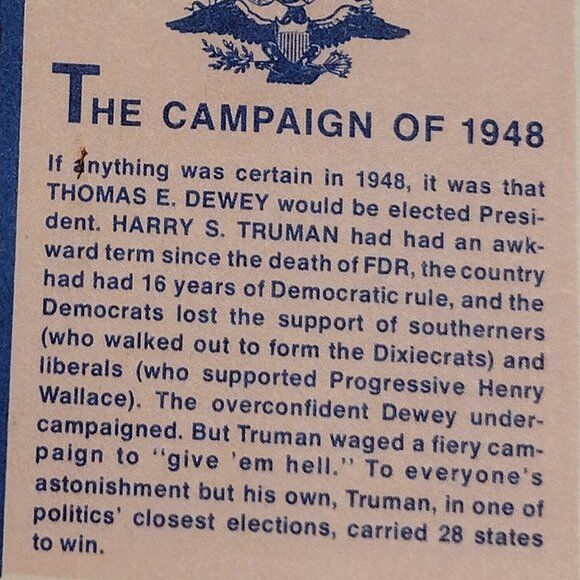 THE CAMPAIGN OF 1948
If anything was certain in 1948, it was that
THOMAS E. DEWEY would be elected Presi-
dent. HARRY S. TRUMAN had had an awk-
ward term since the death of FDR, the country
had had 16 years of Democratic rule, and the
Democrats lost the support of southerners
(who walked out to form the Dixiecrats) and
liberals (who supported Progressive Henry
Wallace). The overconfident Dewey under-
campaigned. But Truman waged a fiery cam-
paign to "give 'em hell." To everyone's
astonishment but his own, Truman, in one of
politics' closest elections, carried 28 states
to win.